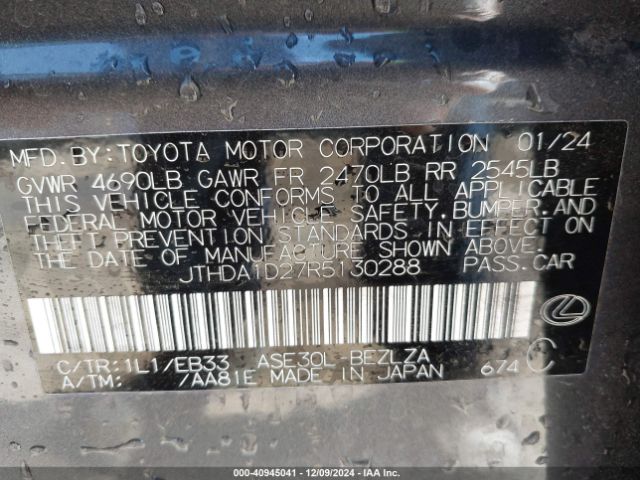 MFD.BY:TOYOTA MOTOR CORPORATION 01/24
GVWR 4690LB GAWR FR 2470LB RR 2545LB
THIS VEHICLE CONFORMS TO ALL APPLICABLE
FEDERAL MOTOR VEHICLE SAFETY,BUMPER,AND
THEFT PREVENTION STANDARDS IN EFFECT ON
THE DATE OF MANUFACTURE SHOWN ABOVE.
JTHDA1D27R5130288 PASS.CAR
C/TR:1L1/EB33 ASE30L BEZLZA
A/TM: /AA81E MADE IN JAPAN 674 C
000-40945041 / 12/09/2024 - IAA Inc.